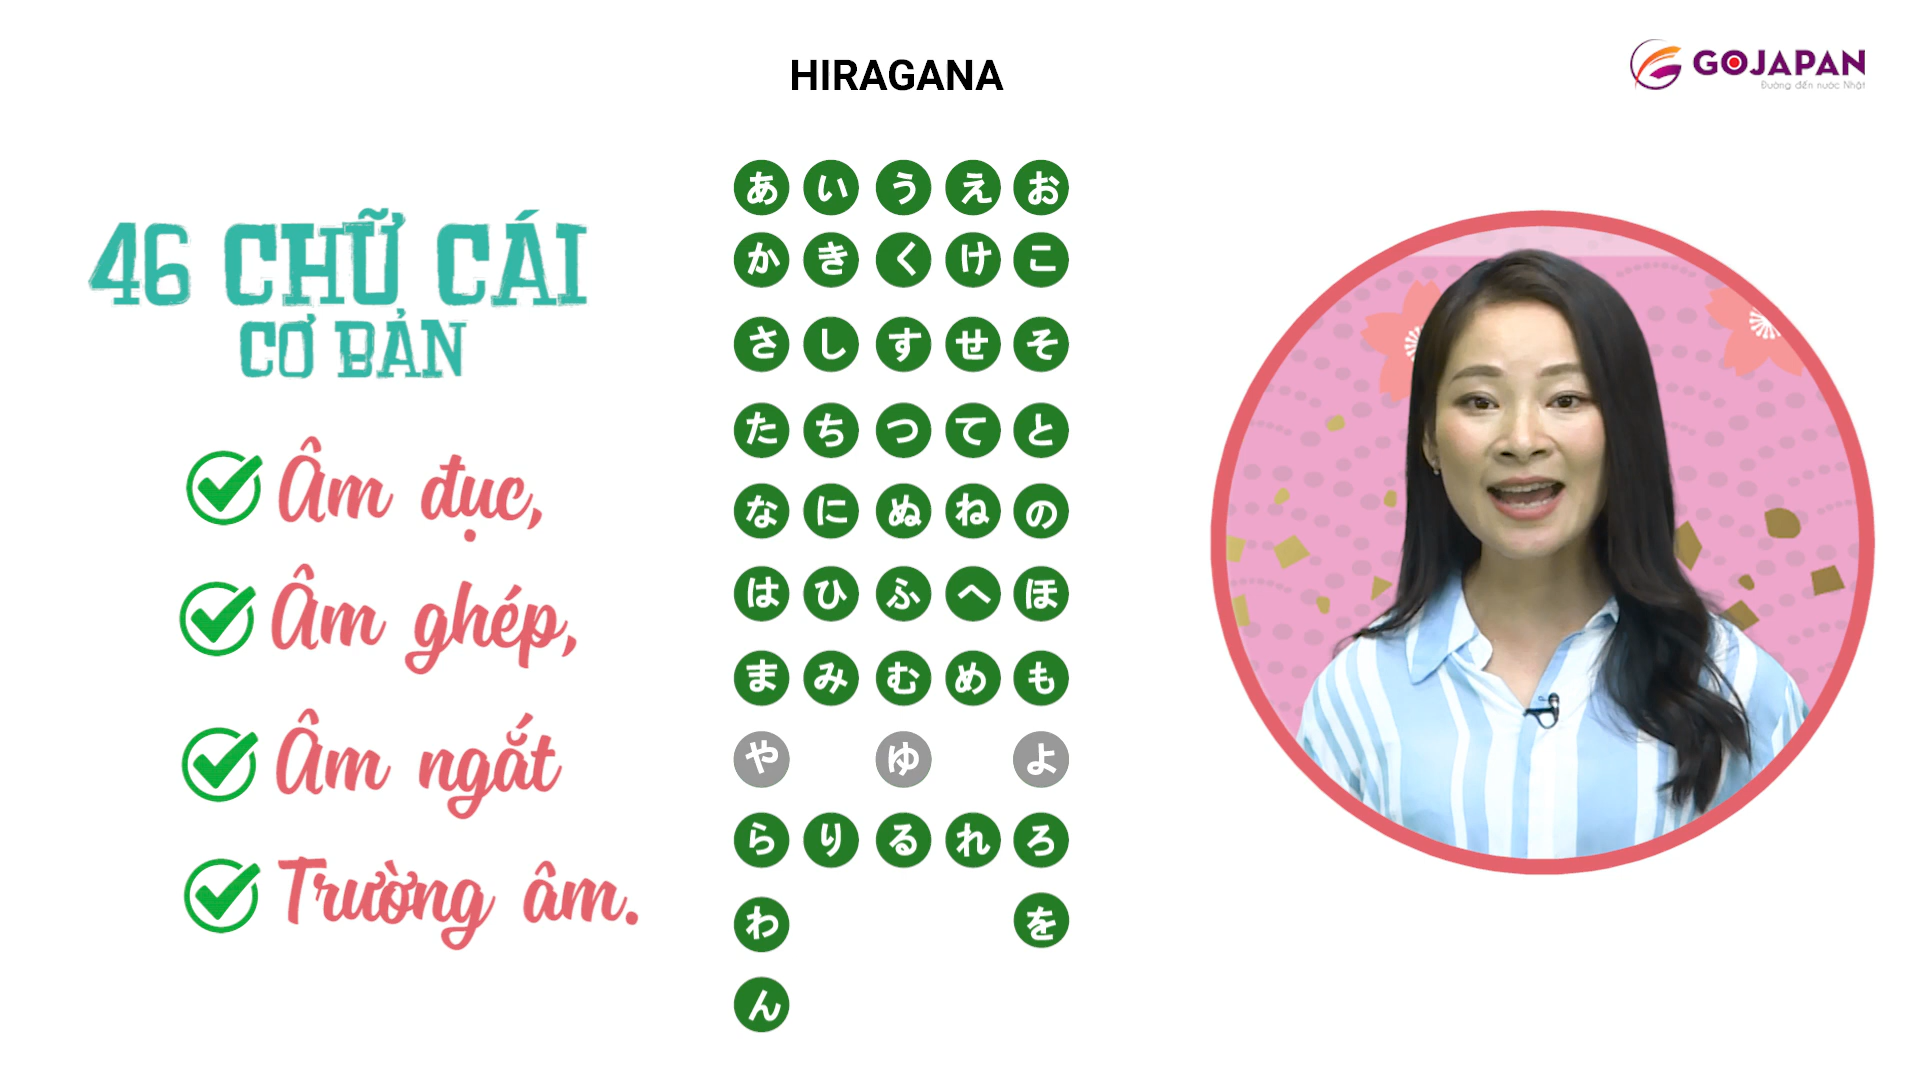 HIRAGANA
GOJAPAN
Đường đến nước Nhật
46 CHỮ CÁI
CƠ BẢN
Âm đục,
Âm ghép,
Âm ngắt
Trường âm.
あ い う え お
か き く け こ
さ し す せ そ
た ち つ て と
な に ぬ ね の
は ひ ふ へ ほ
ま み む め も
や ゆ よ
ら り る れ ろ
わ を
ん